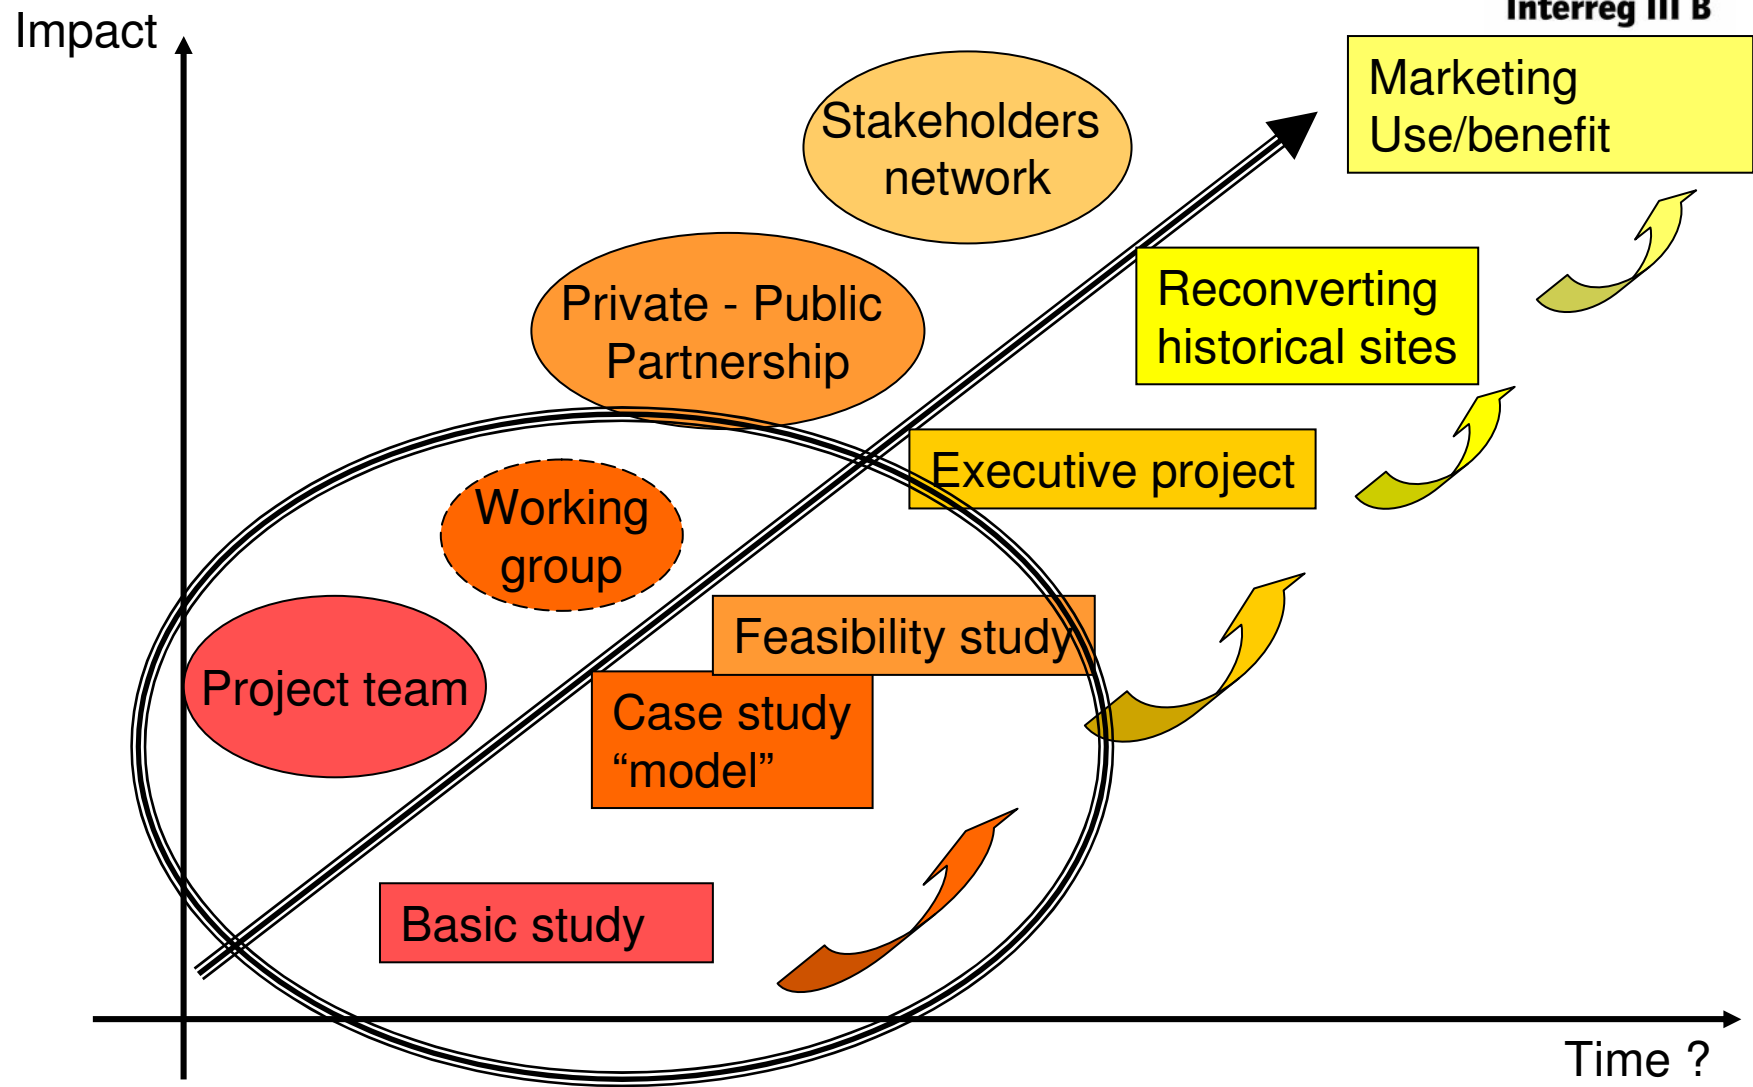 Interreg III B
Impact
Marketing
Use/benefit
Stakeholders
network
Reconverting
historical sites
Private - Public
Partnership
Executive project
Working
group
Feasibility study
Project team
Case study
“model”
Basic study
Time ?